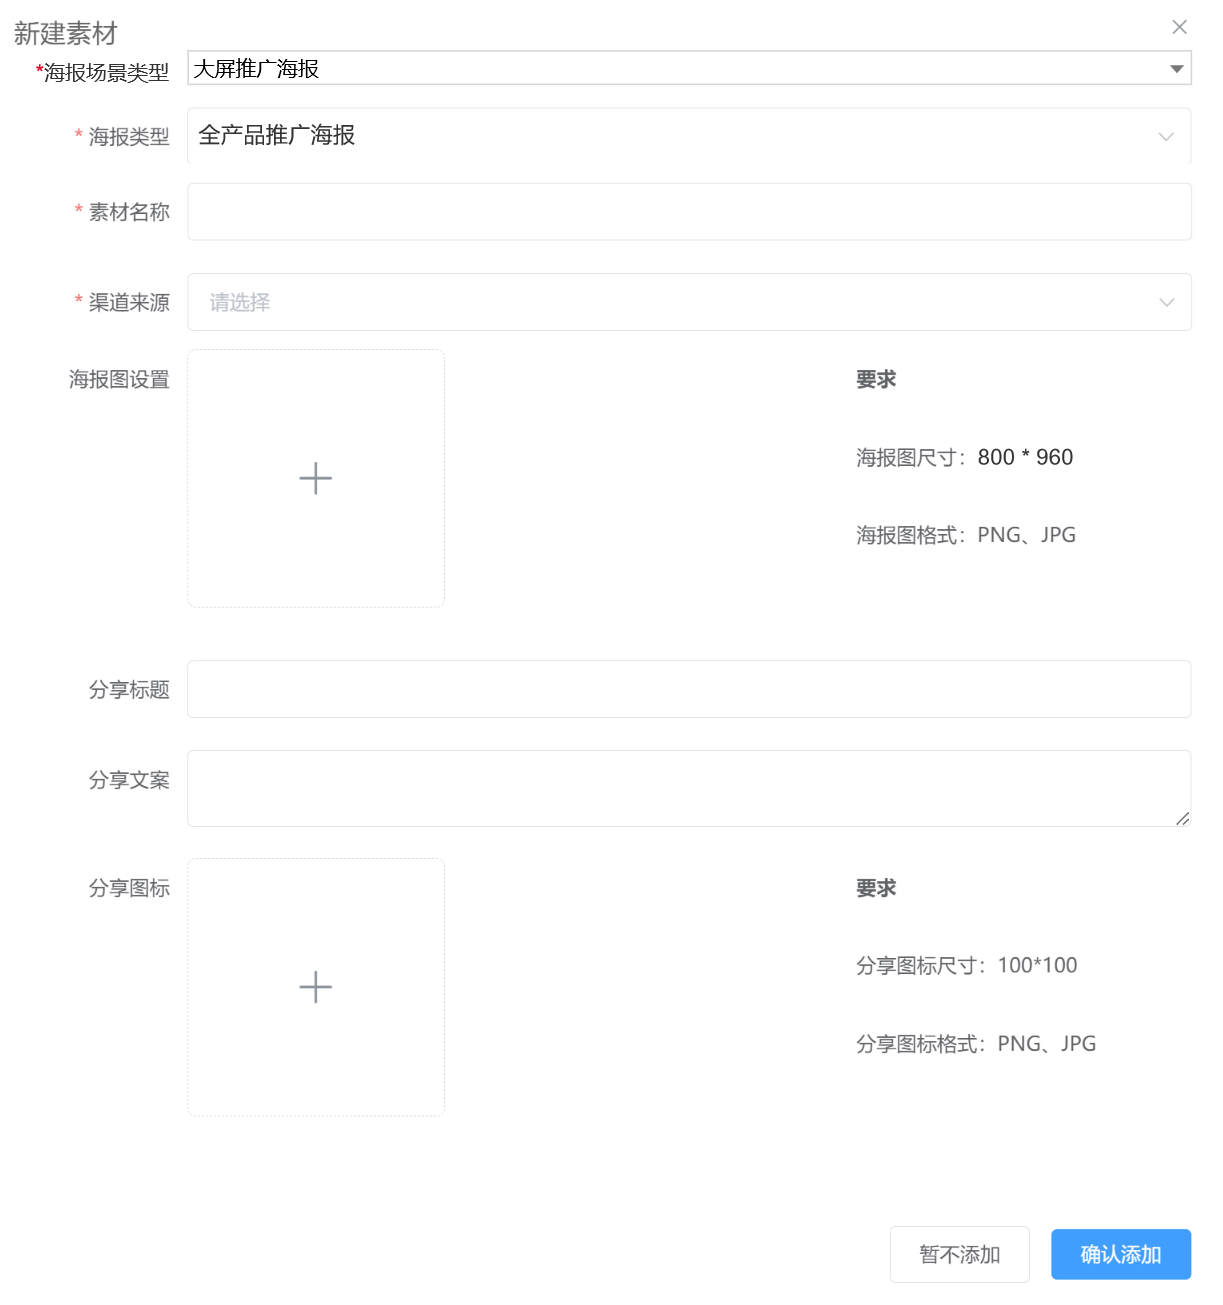 新建素材
*海报场景类型 大屏推广海报
* 海报类型 全产品推广海报
* 素材名称
* 渠道来源 请选择
海报图设置 要求
海报图尺寸：800 * 960
海报图格式：PNG、JPG
分享标题
分享文案
分享图标 要求
分享图标尺寸：100*100
分享图标格式：PNG、JPG
暂不添加 确认添加